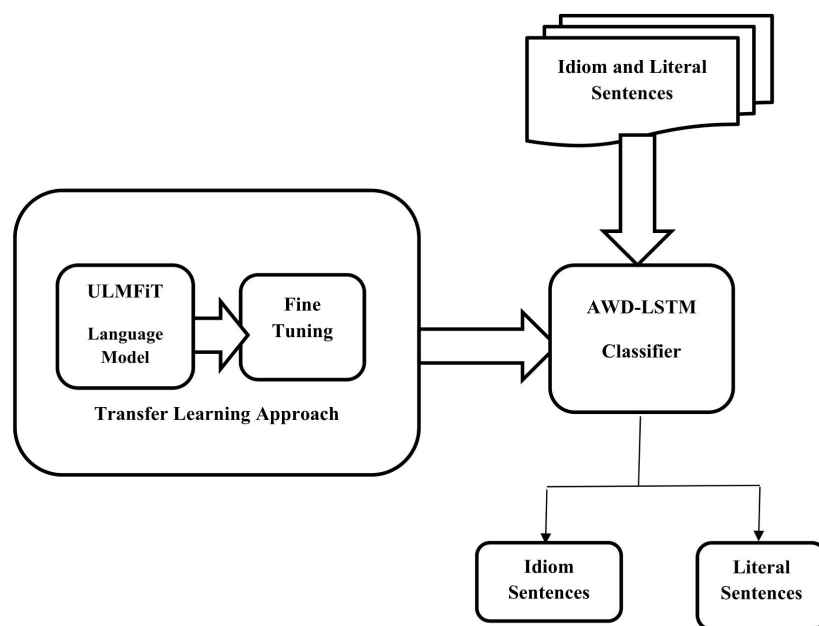 Idiom and Literal
Sentences
ULMFiT
Language
Model
Fine
Tuning
Transfer Learning Approach
AWD-LSTM
Classifier
Idiom
Sentences
Literal
Sentences